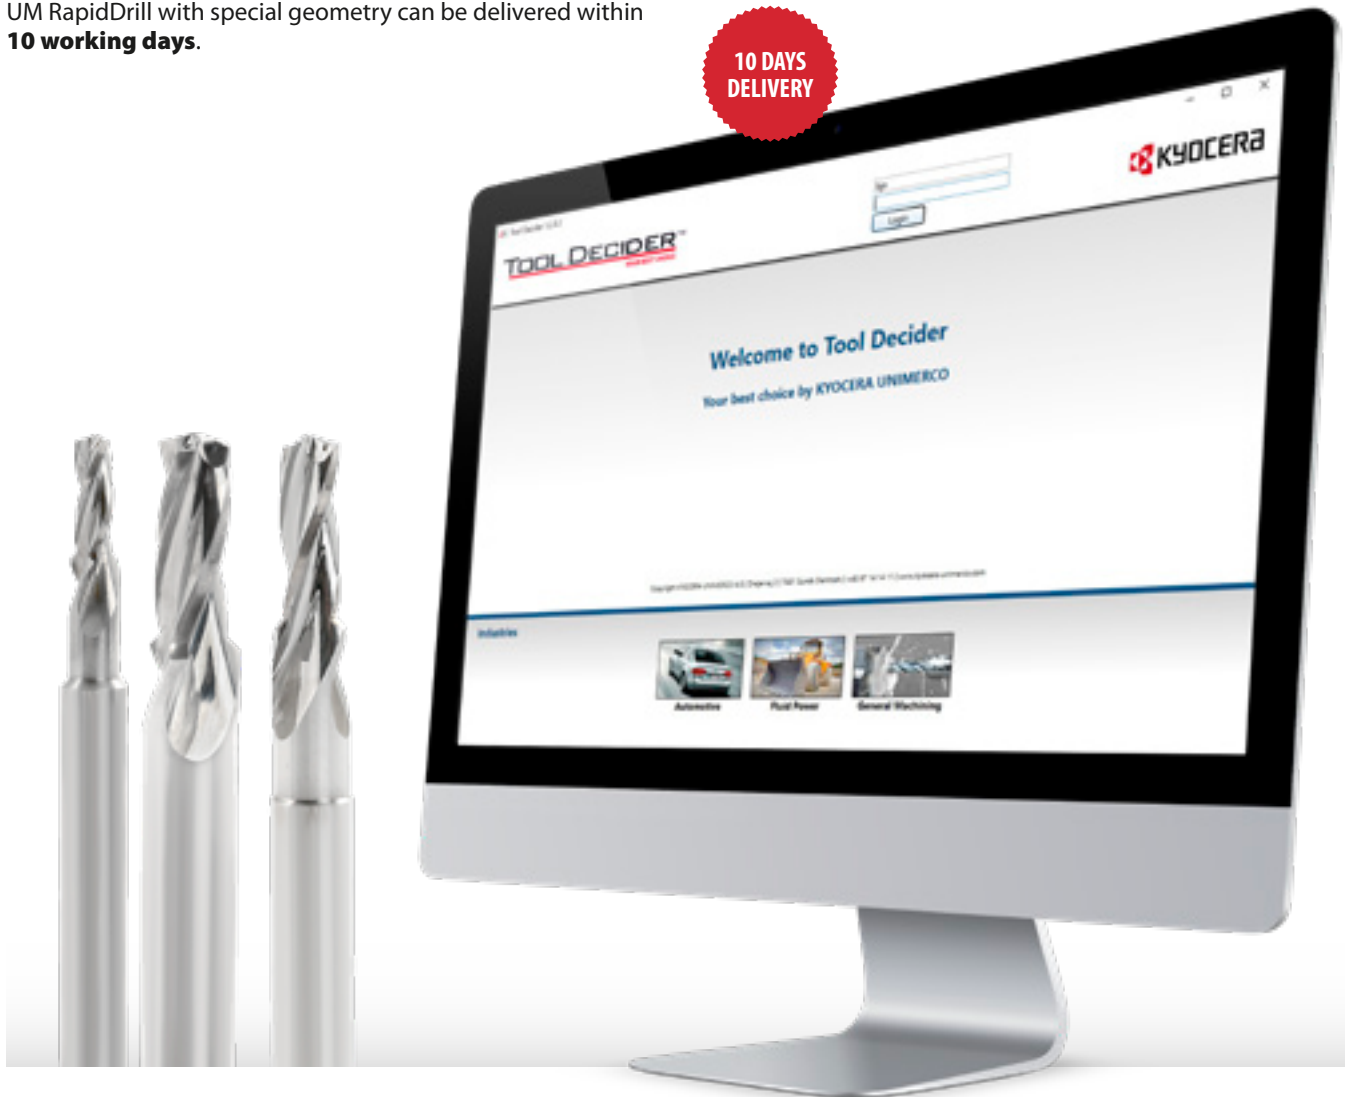 UM RapidDrill with special geometry can be delivered within
10 working days.
10 DAYS
DELIVERY
KYOCERA
Login
TOOL DECIDER™
Welcome to Tool Decider
Your best choice by KYOCERA UNIMERCO
Industries
Automotive
Fluid Power
General Machining